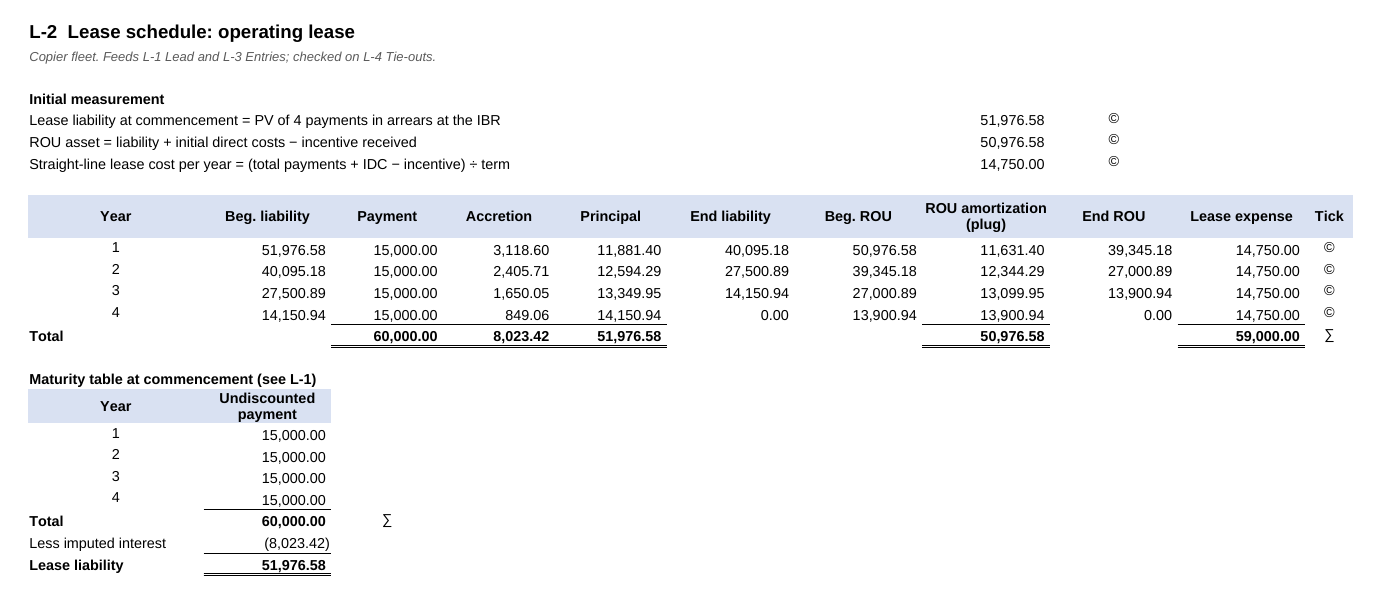 L-2 Lease schedule: operating lease
Copier fleet. Feeds L-1 Lead and L-3 Entries; checked on L-4 Tie-outs.
Initial measurement
Lease liability at commencement = PV of 4 payments in arrears at the IBR 51,976.58 ©
ROU asset = liability + initial direct costs − incentive received 50,976.58 ©
Straight-line lease cost per year = (total payments + IDC − incentive) ÷ term 14,750.00 ©
Year Beg. liability Payment Accretion Principal End liability Beg. ROU ROU amortization (plug) End ROU Lease expense Tick
1 51,976.58 15,000.00 3,118.60 11,881.40 40,095.18 50,976.58 11,631.40 39,345.18 14,750.00 ©
2 40,095.18 15,000.00 2,405.71 12,594.29 27,500.89 39,345.18 12,344.29 27,000.89 14,750.00 ©
3 27,500.89 15,000.00 1,650.05 13,349.95 14,150.94 27,000.89 13,099.95 13,900.94 14,750.00 ©
4 14,150.94 15,000.00 849.06 14,150.94 0.00 13,900.94 13,900.94 0.00 14,750.00 ©
Total 60,000.00 8,023.42 51,976.58 50,976.58 59,000.00 ∑
Maturity table at commencement (see L-1)
Year Undiscounted payment
1 15,000.00
2 15,000.00
3 15,000.00
4 15,000.00
Total 60,000.00 ∑
Less imputed interest (8,023.42)
Lease liability 51,976.58